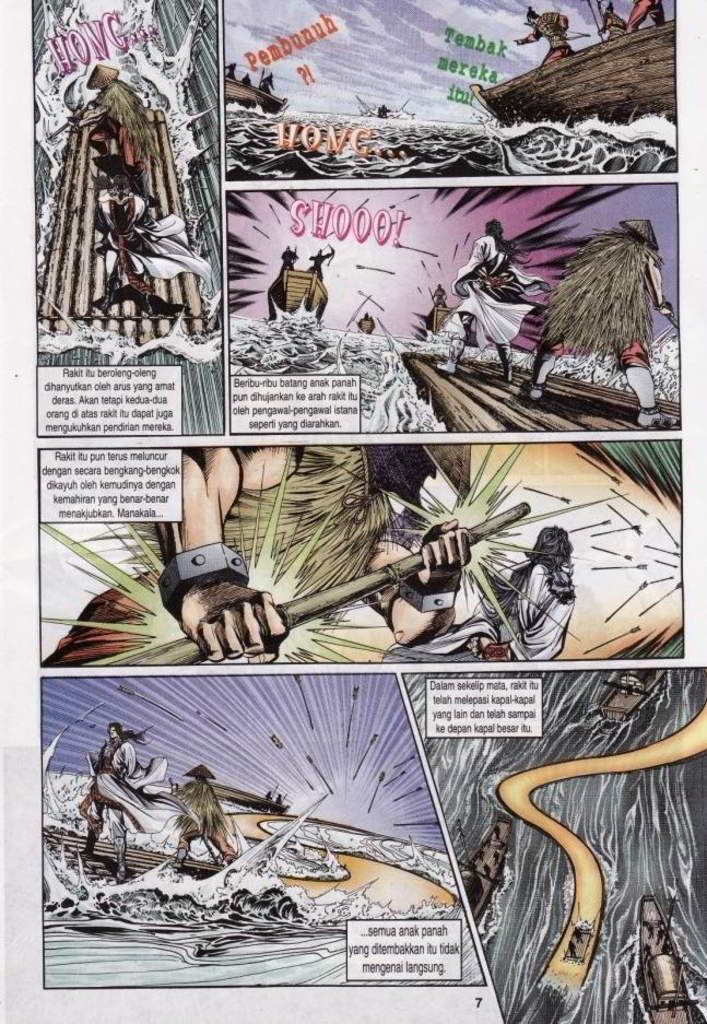 HONG...
Pembunuh
?!
Tembak
mereka
itu!
HONG...
SHOOO!
Rakit itu beroleng-oleng
dihanyutkan oleh arus yang amat
deras. Akan tetapi kedua-dua
orang di atas rakit itu dapat juga
mengukuhkan pendirian mereka.
Beribu-ribu batang anak panah
pun dihujankan ke arah rakit itu
oleh pengawal-pengawal istana
seperti yang diarahkan.
Rakit itu pun terus meluncur
dengan secara bengkang-bengkok
dikayuh oleh kemudinya dengan
kemahiran yang benar-benar
menakjubkan. Manakala...
...semua anak panah
yang ditembakkan itu tidak
mengenai langsung.
Dalam sekelip mata, rakit itu
telah melepasi kapal-kapal
yang lain dan telah sampai
ke depan kapal besar itu.
7